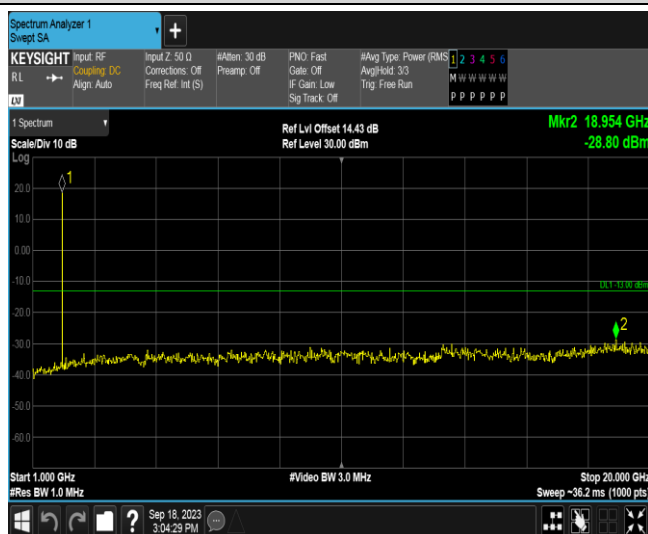 Spectrum Analyzer 1
Swept SA
+
KEYSIGHT
RL
LXI
Input: RF
Coupling: DC
Align: Auto
Input Z: 50 Ω
Corrections: Off
Freq Ref: Int (S)
#Atten: 30 dB
Preamp: Off
PNO: Fast
Gate: Off
IF Gain: Low
Sig Track: Off
#Avg Type: Power (RMS
Avg|Hold: 3/3
Trig: Free Run
1 2 3 4 5 6
M W W W W W
P P P P P P
1 Spectrum
Scale/Div 10 dB
Log
Ref Lvl Offset 14.43 dB
Ref Level 30.00 dBm
Mkr2 18.954 GHz
-28.80 dBm
1
20.0
10.0
0.00
-10.0
DL1 -13.00 dBm
2
-20.0
-30.0
-40.0
-50.0
-60.0
Start 1.000 GHz
#Video BW 3.0 MHz
Stop 20.000 GHz
#Res BW 1.0 MHz
Sweep ~36.2 ms (1000 pts)
?
Sep 18, 2023
3:04:29 PM